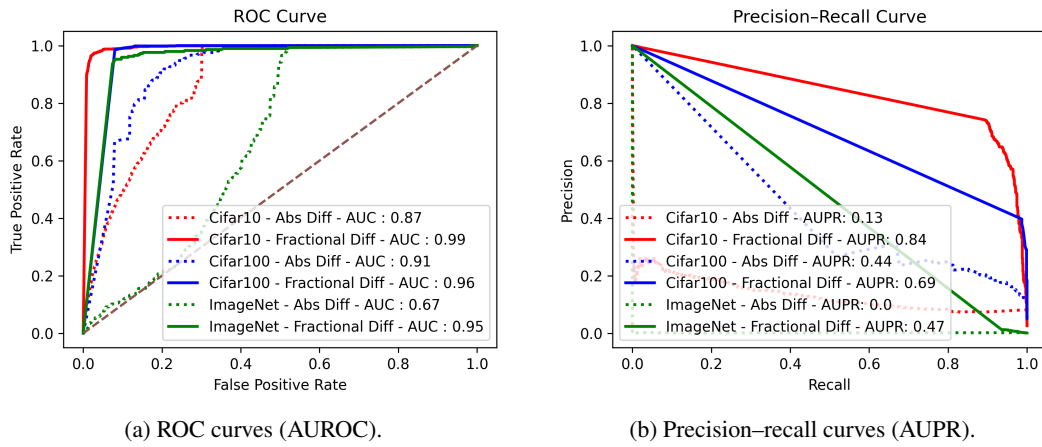 ROC Curve
1.0
0.8
0.6
0.4
0.2
0.0
True Positive Rate
Cifar10 - Abs Diff - AUC : 0.87
Cifar10 - Fractional Diff - AUC : 0.99
Cifar100 - Abs Diff - AUC : 0.91
Cifar100 - Fractional Diff - AUC : 0.96
ImageNet - Abs Diff - AUC : 0.67
ImageNet - Fractional Diff - AUC : 0.95
0.0 0.2 0.4 0.6 0.8 1.0
False Positive Rate
(a) ROC curves (AUROC).
Precision–Recall Curve
1.0
0.8
0.6
0.4
0.2
0.0
Precision
Cifar10 - Abs Diff - AUPR: 0.13
Cifar10 - Fractional Diff - AUPR: 0.84
Cifar100 - Abs Diff - AUPR: 0.44
Cifar100 - Fractional Diff - AUPR: 0.69
ImageNet - Abs Diff - AUPR: 0.0
ImageNet - Fractional Diff - AUPR: 0.47
0.0 0.2 0.4 0.6 0.8 1.0
Recall
(b) Precision–recall curves (AUPR).